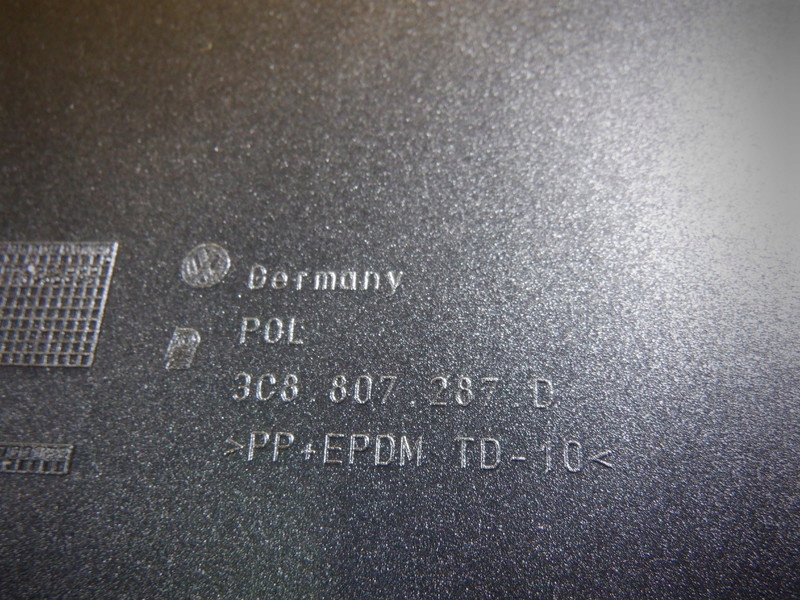 Germany
POL
3C8.807.287.D
>PP+EPDM TD-10<